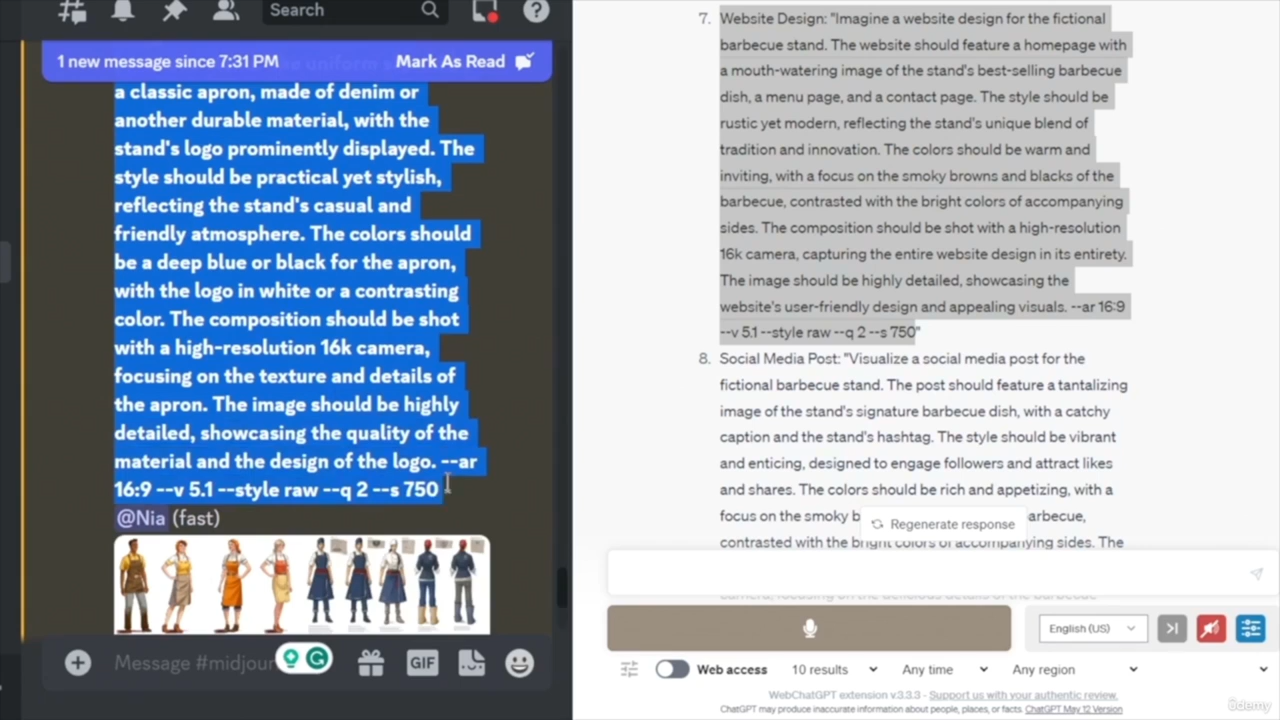 Search
1 new message since 7:31 PM
Mark As Read
a classic apron, made of denim or
another durable material, with the
stand's logo prominently displayed. The
style should be practical yet stylish,
reflecting the stand's casual and
friendly atmosphere. The colors should
be a deep blue or black for the apron,
with the logo in white or a contrasting
color. The composition should be shot
with a high-resolution 16k camera,
focusing on the texture and details of
the apron. The image should be highly
detailed, showcasing the quality of the
material and the design of the logo. --ar
16:9 --v 5.1 --style raw --q 2 --s 750
@Nia (fast)
Message #midjour
GIF
7. Website Design: "Imagine a website design for the fictional
barbecue stand. The website should feature a homepage with
a mouth-watering image of the stand's best-selling barbecue
dish, a menu page, and a contact page. The style should be
rustic yet modern, reflecting the stand's unique blend of
tradition and innovation. The colors should be warm and
inviting, with a focus on the smoky browns and blacks of the
barbecue, contrasted with the bright colors of accompanying
sides. The composition should be shot with a high-resolution
16k camera, capturing the entire website design in its entirety.
The image should be highly detailed, showcasing the
website's user-friendly design and appealing visuals. --ar 16:9
--v 5.1 --style raw --q 2 --s 750"
8. Social Media Post: "Visualize a social media post for the
fictional barbecue stand. The post should feature a tantalizing
image of the stand's signature barbecue dish, with a catchy
caption and the stand's hashtag. The style should be vibrant
and enticing, designed to engage followers and attract likes
and shares. The colors should be rich and appetizing, with a
focus on the smoky b
arbecue,
Regenerate response
contrasted with the bright colors of accompanying sides. The
English (US)
Web access
10 results
Any time
Any region
WebChatGPT extension v.3.3.3 - Support us with your authentic review.
ChatGPT may produce inaccurate information about people, places, or facts. ChatGPT May 12 Version
ûdemy